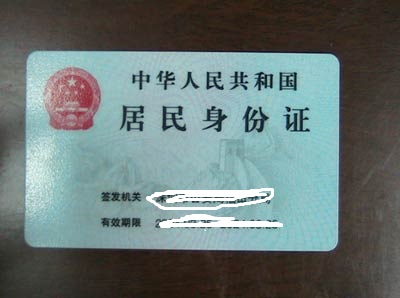 中华人民共和国
居民身份证
签发机关
有效期限